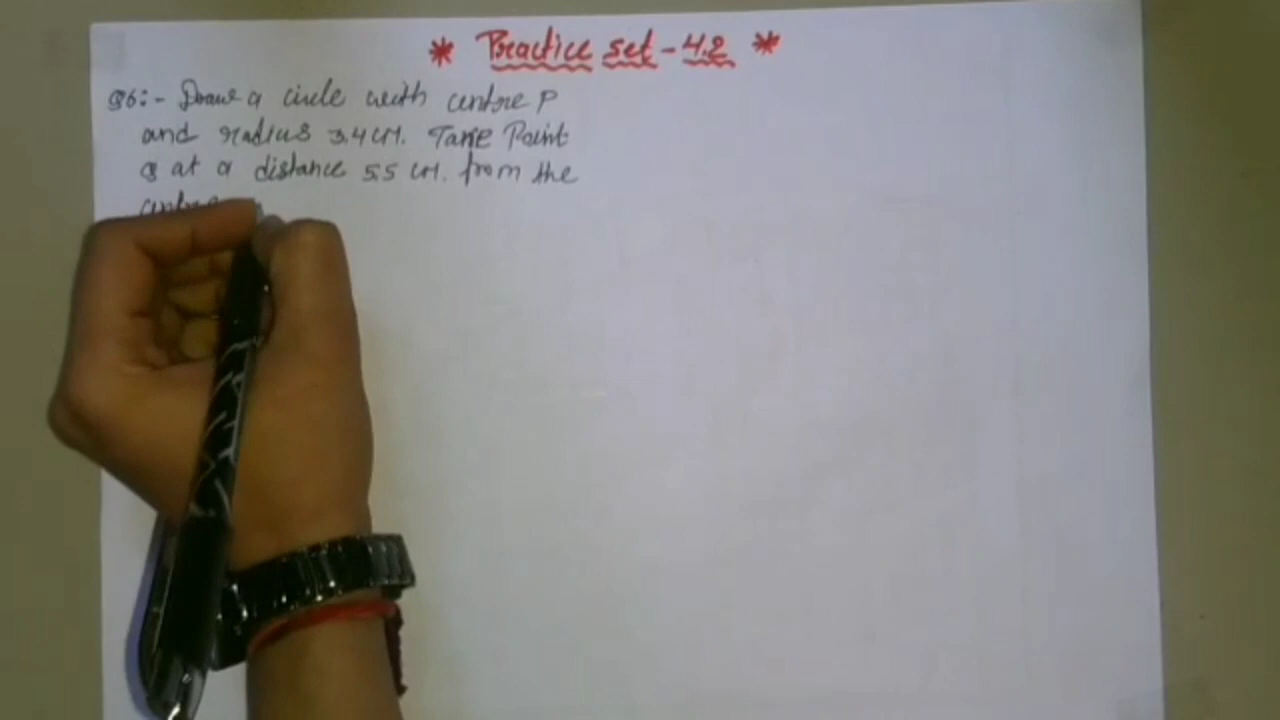 * Practice set - 4.2 *
Q6:- Draw a circle with centre P
and radius 3.4 cm. Take Point
Q at a distance 5.5 cm. from the
centre